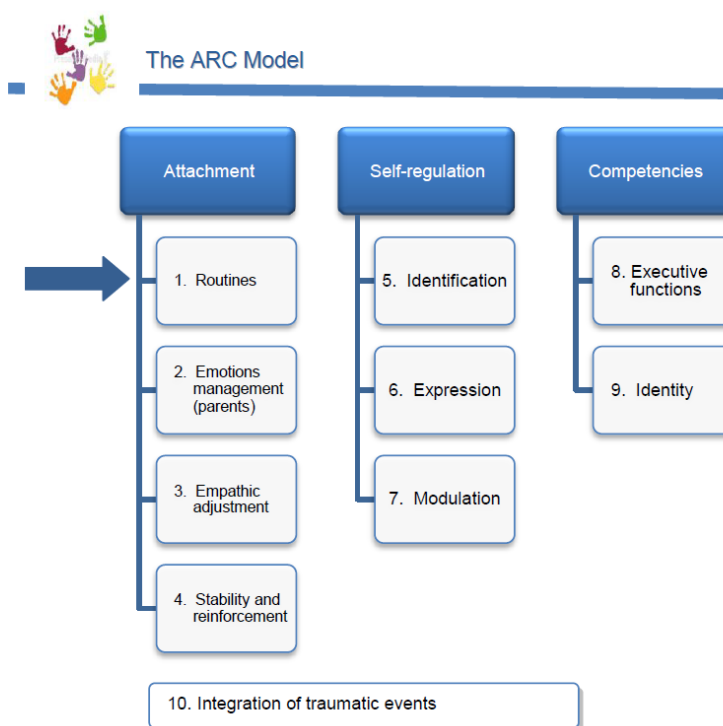 The ARC Model
Attachment
Self-regulation
Competencies
1. Routines
5. Identification
8. Executive
functions
2. Emotions
management
(parents)
6. Expression
9. Identity
3. Empathic
adjustment
7. Modulation
4. Stability and
reinforcement
10. Integration of traumatic events